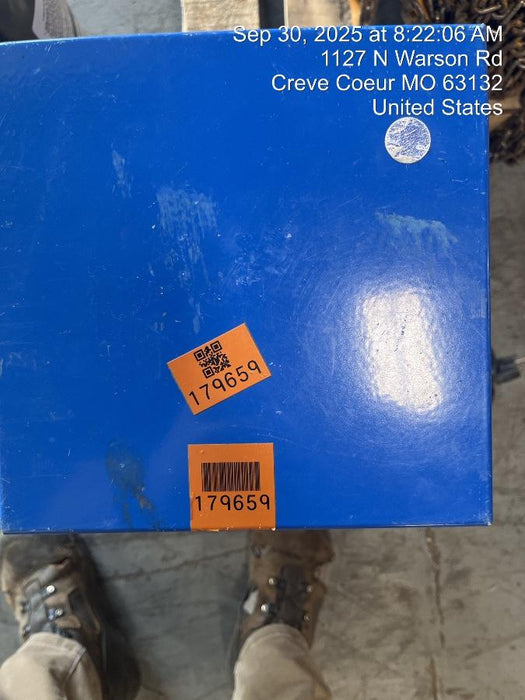 Sep 30, 2025 at 8:22:06 AM
1127 N Warson Rd
Creve Coeur MO 63132
United States
179659
179659